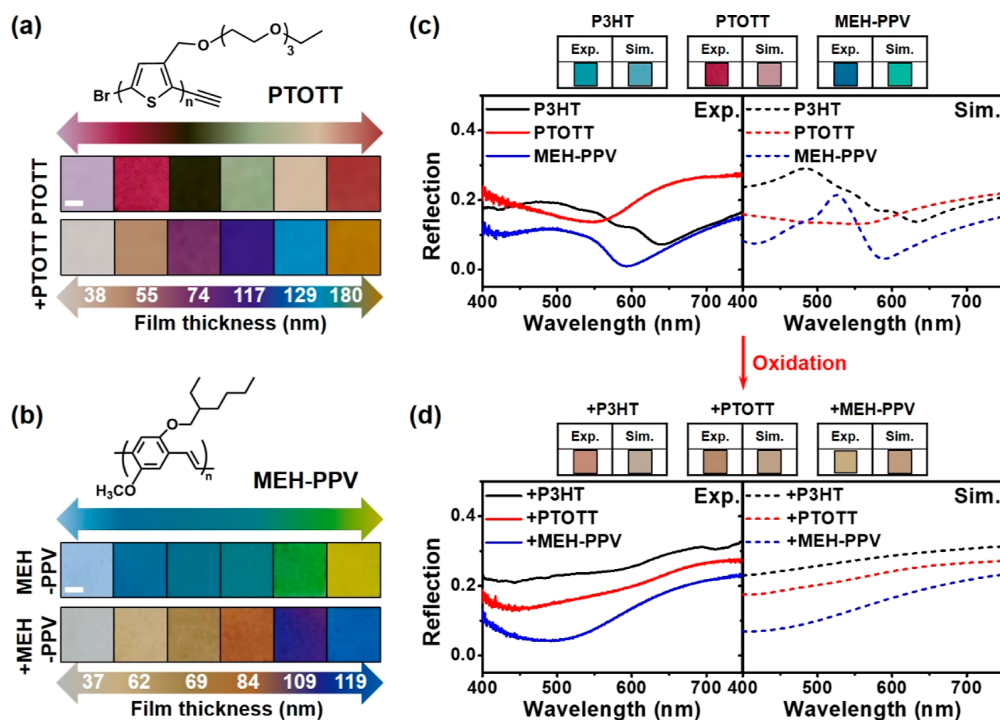 (a)
O
O
O
3
Br
S
n
PTOTT
PTOTT
+PTOTT
38 55 74 117 129 180
Film thickness (nm)
(b)
O
H3CO
n
MEH-PPV
MEH
-PPV
+MEH
-PPV
37 62 69 84 109 119
Film thickness (nm)
(c)
P3HT PTOTT MEH-PPV
Exp. Sim. Exp. Sim. Exp. Sim.
P3HT
PTOTT
MEH-PPV
Exp.
P3HT
PTOTT
MEH-PPV
Sim.
Reflection
0.4
0.2
0.0
400 500 600 700 400 500 600 700
Wavelength (nm) Wavelength (nm)
Oxidation
(d)
+P3HT +PTOTT +MEH-PPV
Exp. Sim. Exp. Sim. Exp. Sim.
+P3HT
+PTOTT
+MEH-PPV
Exp.
+P3HT
+PTOTT
+MEH-PPV
Sim.
Reflection
0.4
0.2
0.0
400 500 600 700 400 500 600 700
Wavelength (nm) Wavelength (nm)